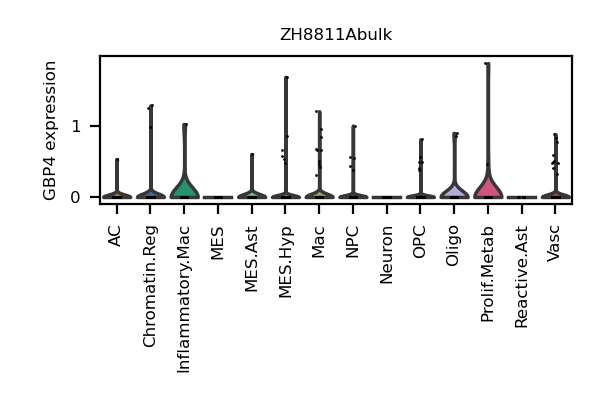 ZH8811Abulk
GBP4 expression
1
0
AC
Chromatin.Reg
Inflammatory.Mac
MES
MES.Ast
MES.Hyp
Mac
NPC
Neuron
OPC
Oligo
Prolif.Metab
Reactive.Ast
Vasc